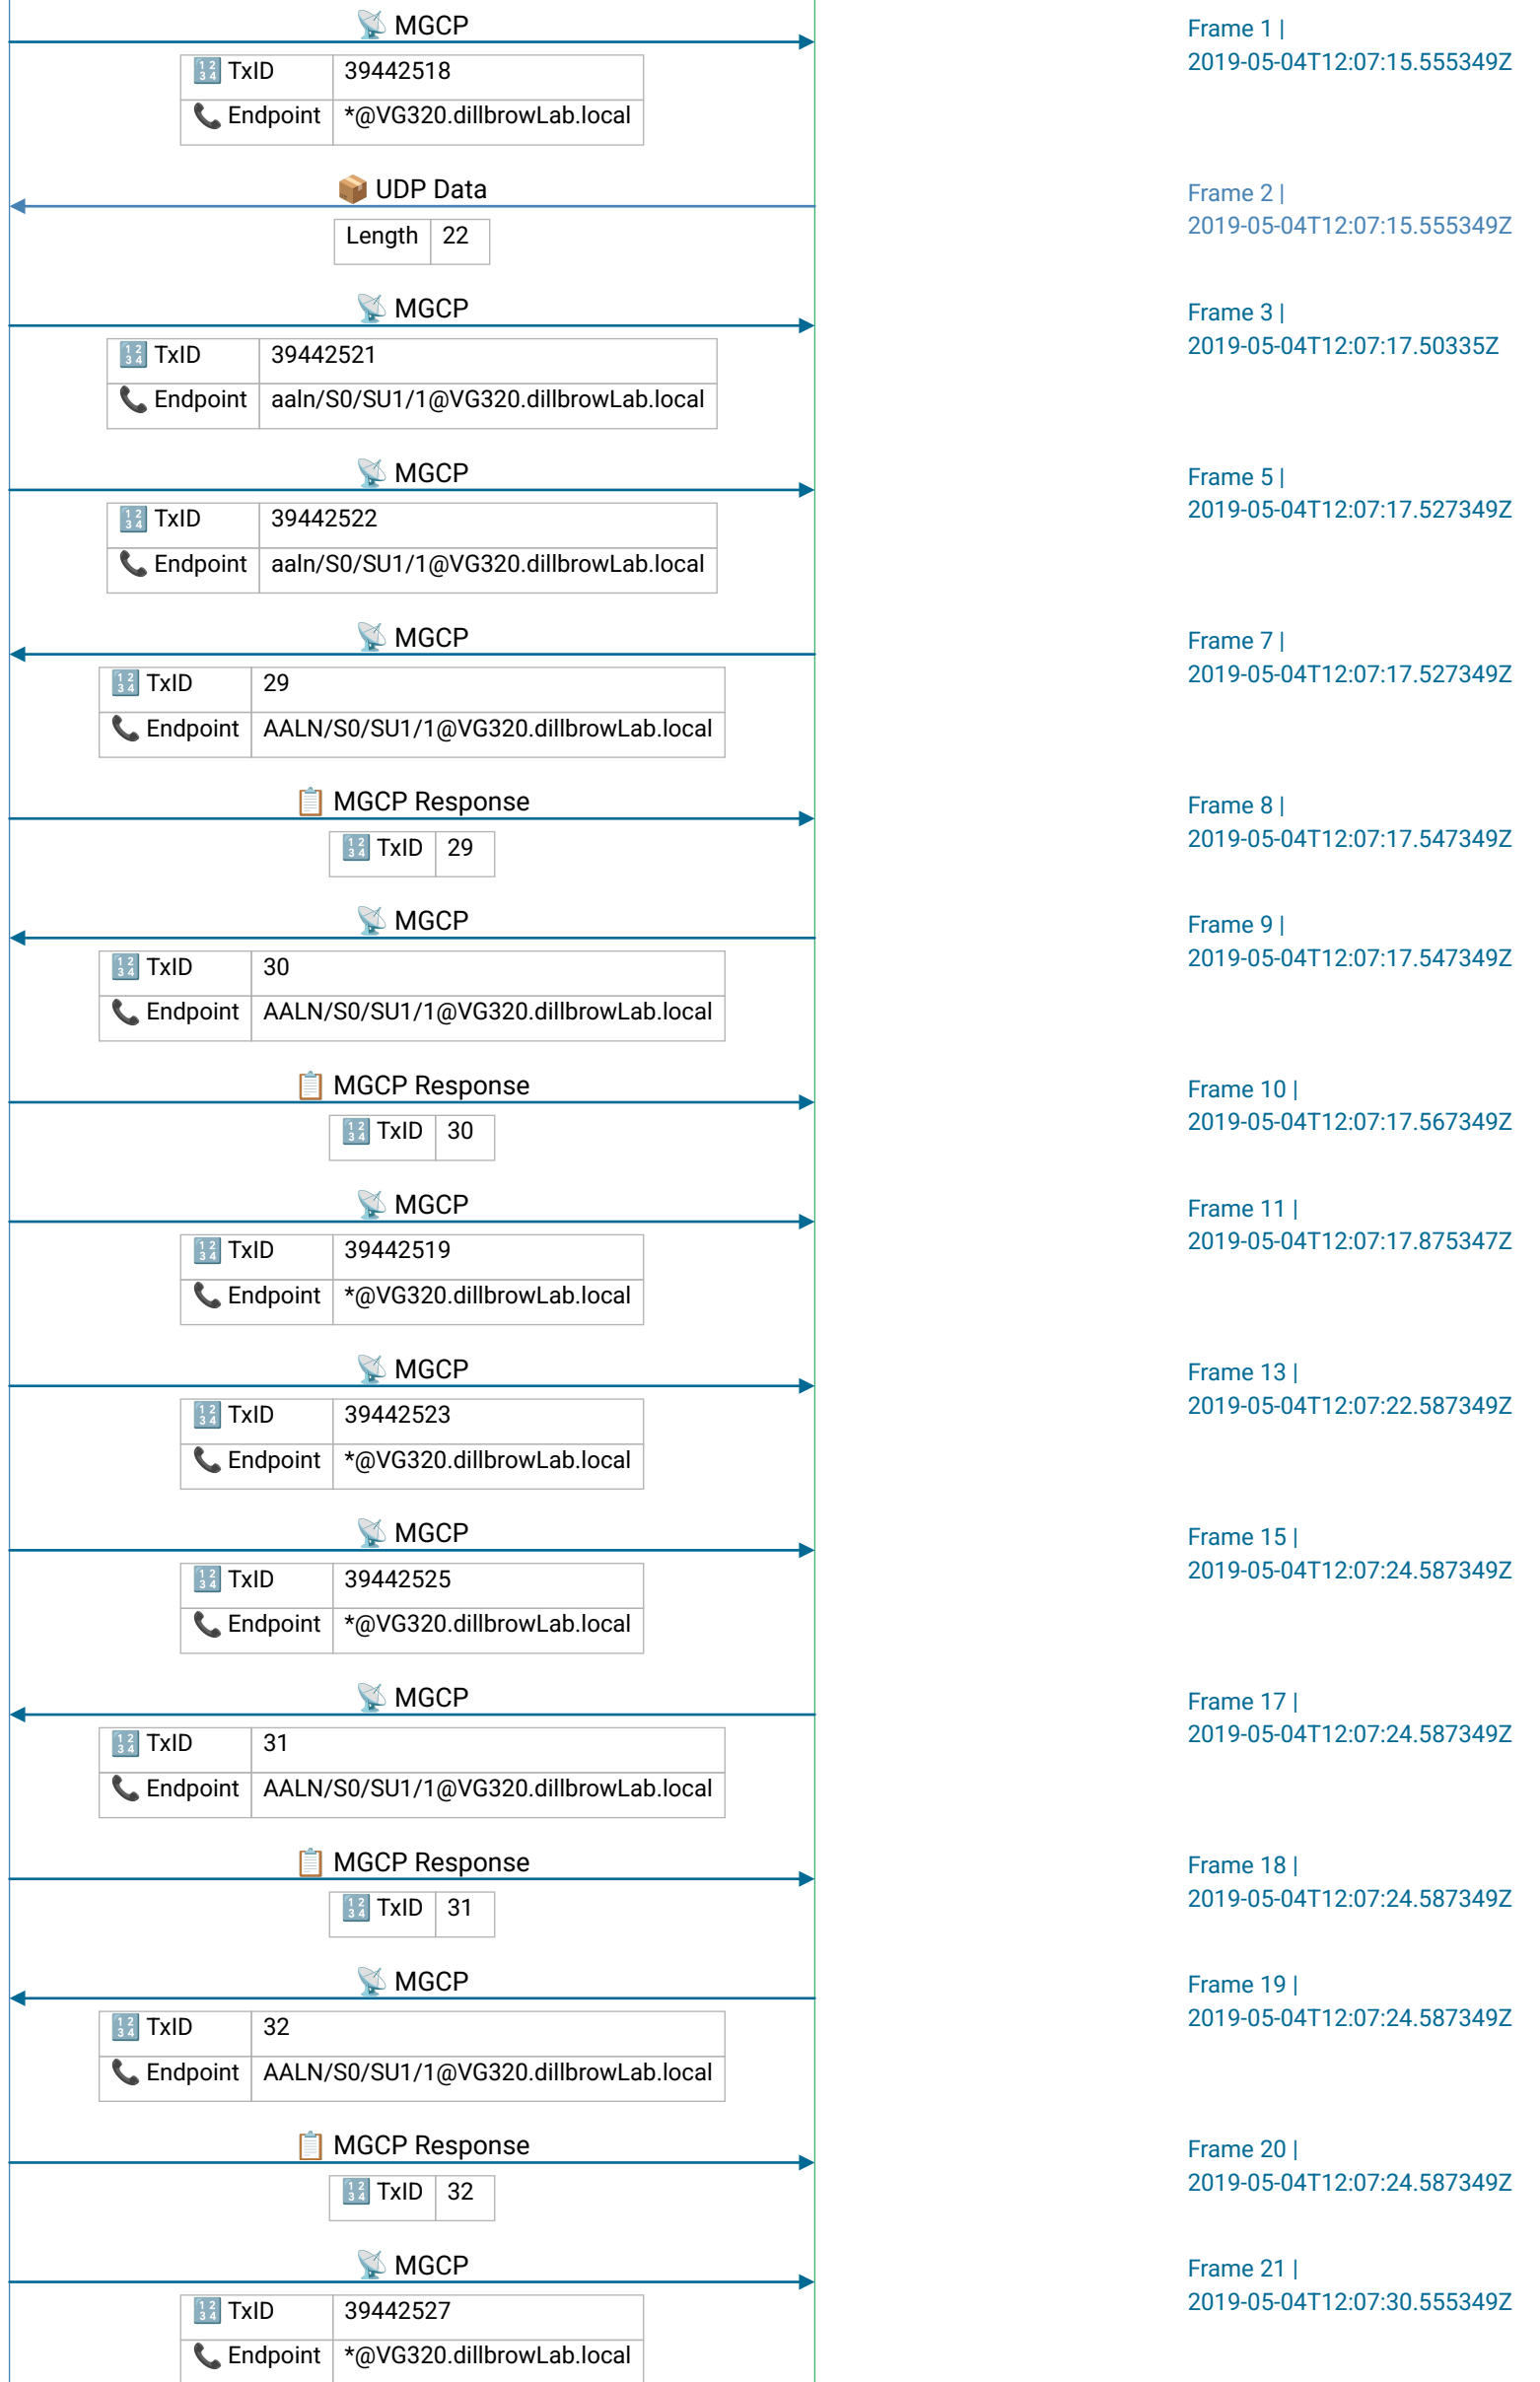 📡 MGCP
Frame 1 |
2019-05-04T12:07:15.555349Z
🔢 TxID 39442518
📞 Endpoint *@VG320.dillbrowLab.local
📦 UDP Data
Frame 2 |
2019-05-04T12:07:15.555349Z
Length 22
📡 MGCP
Frame 3 |
2019-05-04T12:07:17.50335Z
🔢 TxID 39442521
📞 Endpoint aaln/S0/SU1/1@VG320.dillbrowLab.local
📡 MGCP
Frame 5 |
2019-05-04T12:07:17.527349Z
🔢 TxID 39442522
📞 Endpoint aaln/S0/SU1/1@VG320.dillbrowLab.local
📡 MGCP
Frame 7 |
2019-05-04T12:07:17.527349Z
🔢 TxID 29
📞 Endpoint AALN/S0/SU1/1@VG320.dillbrowLab.local
📋 MGCP Response
Frame 8 |
2019-05-04T12:07:17.547349Z
🔢 TxID 29
📡 MGCP
Frame 9 |
2019-05-04T12:07:17.547349Z
🔢 TxID 30
📞 Endpoint AALN/S0/SU1/1@VG320.dillbrowLab.local
📋 MGCP Response
Frame 10 |
2019-05-04T12:07:17.567349Z
🔢 TxID 30
📡 MGCP
Frame 11 |
2019-05-04T12:07:17.875347Z
🔢 TxID 39442519
📞 Endpoint *@VG320.dillbrowLab.local
📡 MGCP
Frame 13 |
2019-05-04T12:07:22.587349Z
🔢 TxID 39442523
📞 Endpoint *@VG320.dillbrowLab.local
📡 MGCP
Frame 15 |
2019-05-04T12:07:24.587349Z
🔢 TxID 39442525
📞 Endpoint *@VG320.dillbrowLab.local
📡 MGCP
Frame 17 |
2019-05-04T12:07:24.587349Z
🔢 TxID 31
📞 Endpoint AALN/S0/SU1/1@VG320.dillbrowLab.local
📋 MGCP Response
Frame 18 |
2019-05-04T12:07:24.587349Z
🔢 TxID 31
📡 MGCP
Frame 19 |
2019-05-04T12:07:24.587349Z
🔢 TxID 32
📞 Endpoint AALN/S0/SU1/1@VG320.dillbrowLab.local
📋 MGCP Response
Frame 20 |
2019-05-04T12:07:24.587349Z
🔢 TxID 32
📡 MGCP
Frame 21 |
2019-05-04T12:07:30.555349Z
🔢 TxID 39442527
📞 Endpoint *@VG320.dillbrowLab.local